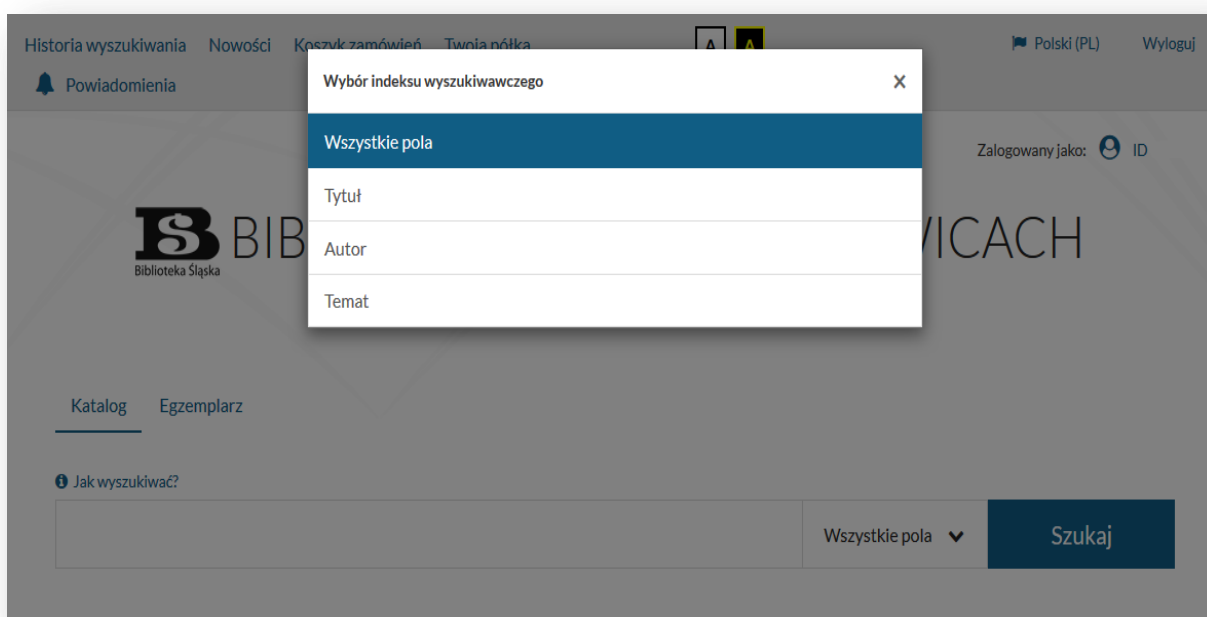 Historia wyszukiwania Nowości Koszyk zamówień Twoja półka A A Polski (PL) Wyloguj
Powiadomienia
Wybór indeksu wyszukiwawczego ×
Wszystkie pola
Tytuł
Autor
Temat
Zalogowany jako: ID
BIB ICACH
Biblioteka Śląska
Katalog Egzemplarz
Jak wyszukiwać?
Wszystkie pola Szukaj